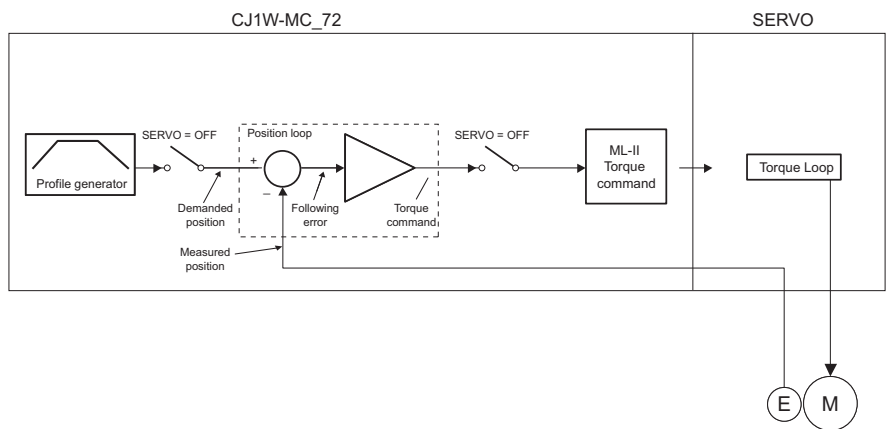 CJ1W-MC_72
SERVO
SERVO = OFF
Position loop
SERVO = OFF
Profile generator
+
_
Demanded
position
Following
error
Torque
command
Measured
position
ML-II
Torque
command
Torque Loop
E
M